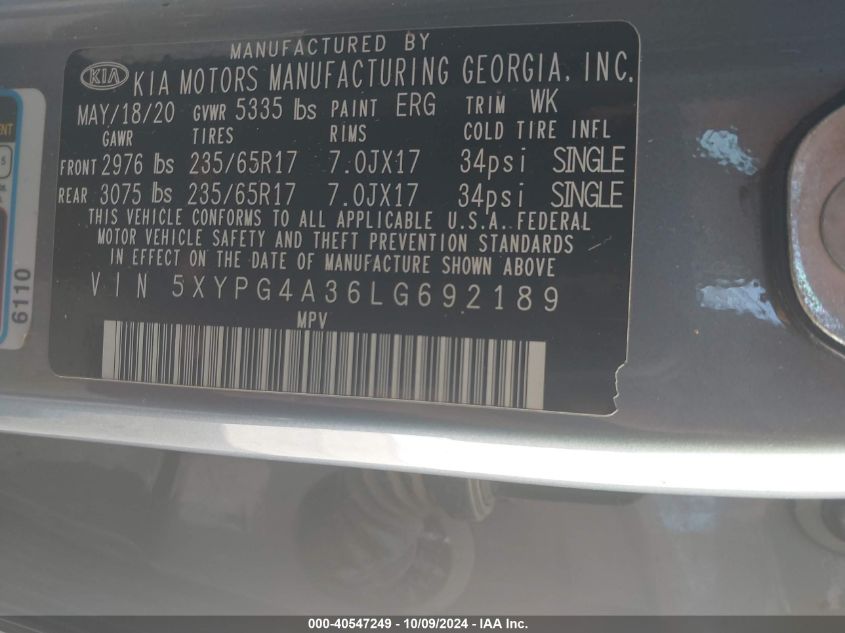 MANUFACTURED BY
KIA KIA MOTORS MANUFACTURING GEORGIA, INC.
MAY/18/20 GVWR 5335 lbs PAINT ERG TRIM WK
GAWR TIRES RIMS COLD TIRE INFL
FRONT 2976 lbs 235/65R17 7.0JX17 34psi SINGLE
REAR 3075 lbs 235/65R17 7.0JX17 34psi SINGLE
THIS VEHICLE CONFORMS TO ALL APPLICABLE U.S.A. FEDERAL
MOTOR VEHICLE SAFETY AND THEFT PREVENTION STANDARDS
IN EFFECT ON THE DATE OF MANUFACTURE SHOWN ABOVE
VIN 5XYPG4A36LG692189
MPV
6110
000-40547249 - 10/09/2024 - IAA Inc.